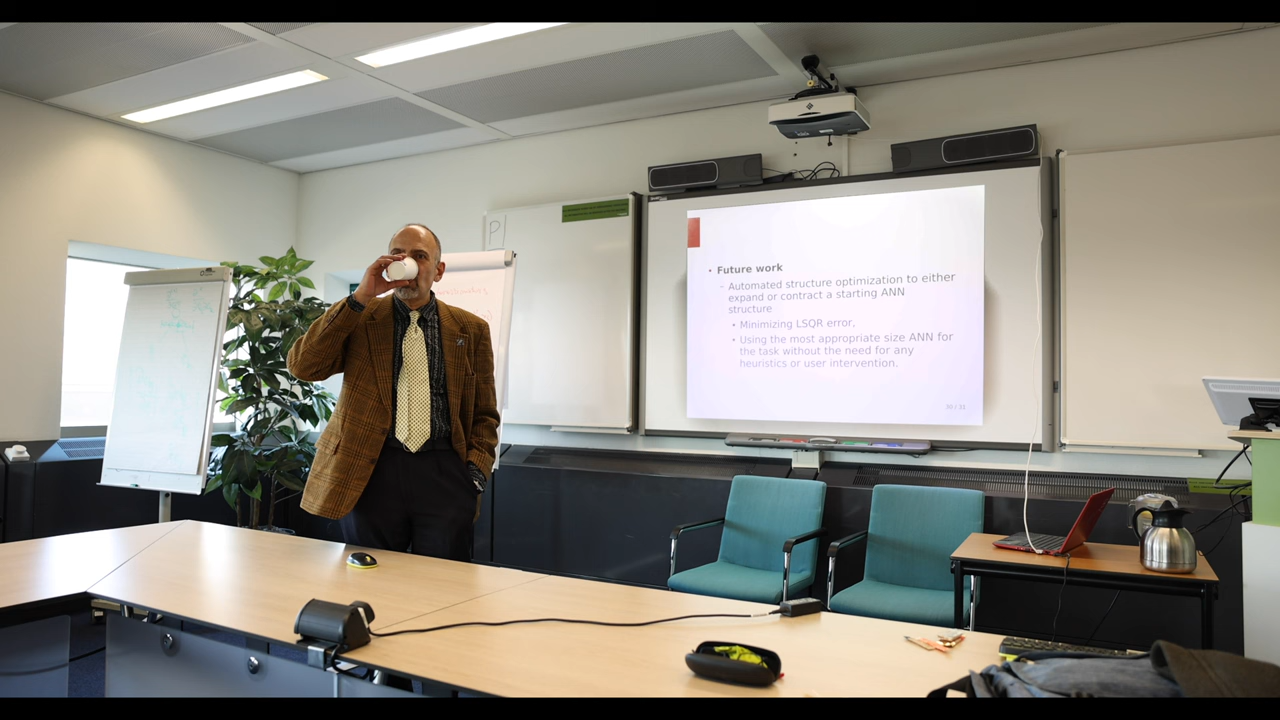 Future work
Automated structure optimization to either
expand or contract a starting ANN
structure
Minimizing LSQR error,
Using the most appropriate size ANN for
the task without the need for any
heuristics or user intervention.
30 / 31